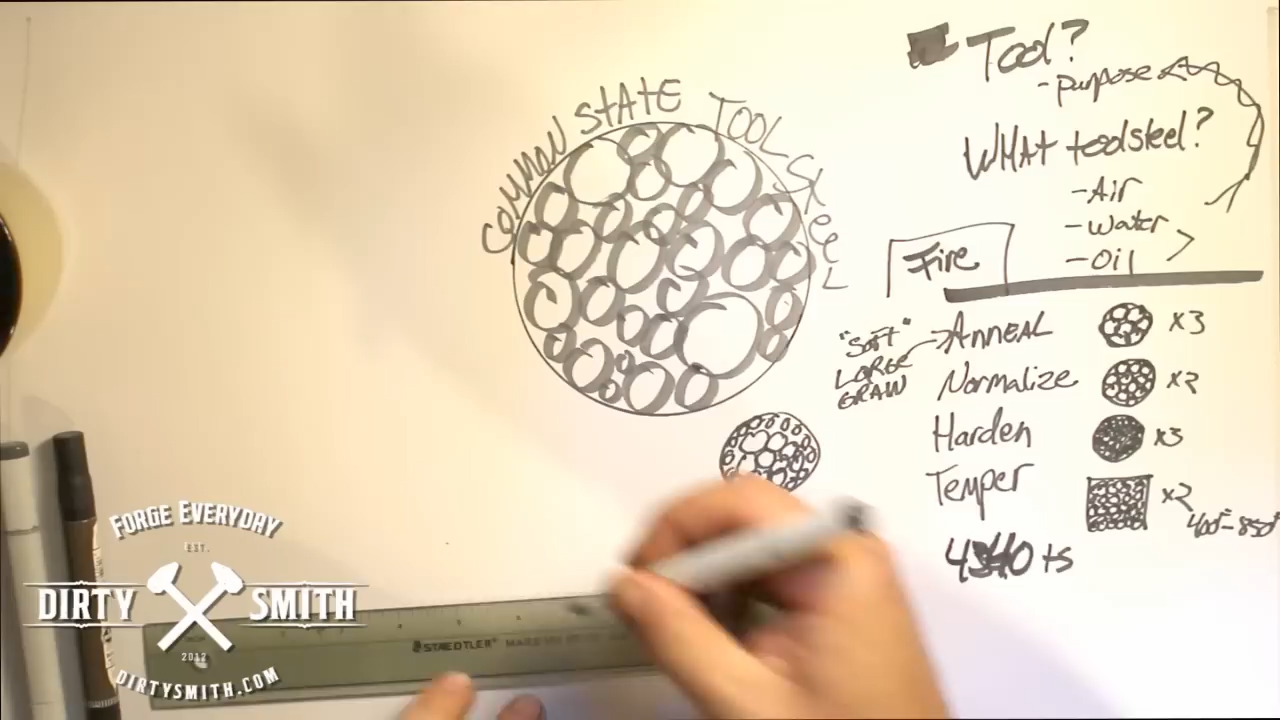 Tool?
- purpose
WHAt toolsteel?
- Air
- Water
- Oil
Fire
COMMON STATE TOOL STEEL
"Soft"
LARGE
GRAIN
ANNEAL x3
Normalize x2
Harden x3
Temper x2
400°-850°
4340 ts
STAEDTLER®
FORGE EVERYDAY
EST.
DIRTY SMITH
2012
DIRTYSMITH.COM